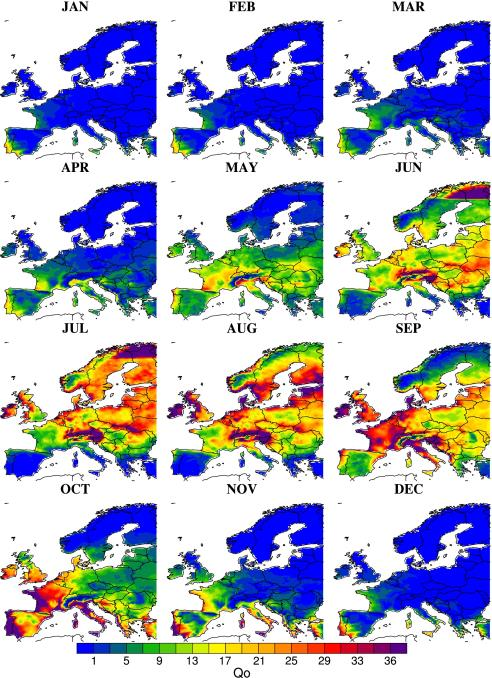 JAN FEB MAR
APR MAY JUN
JUL AUG SEP
OCT NOV DEC
1 5 9 13 17 21 25 29 33 36
Qo